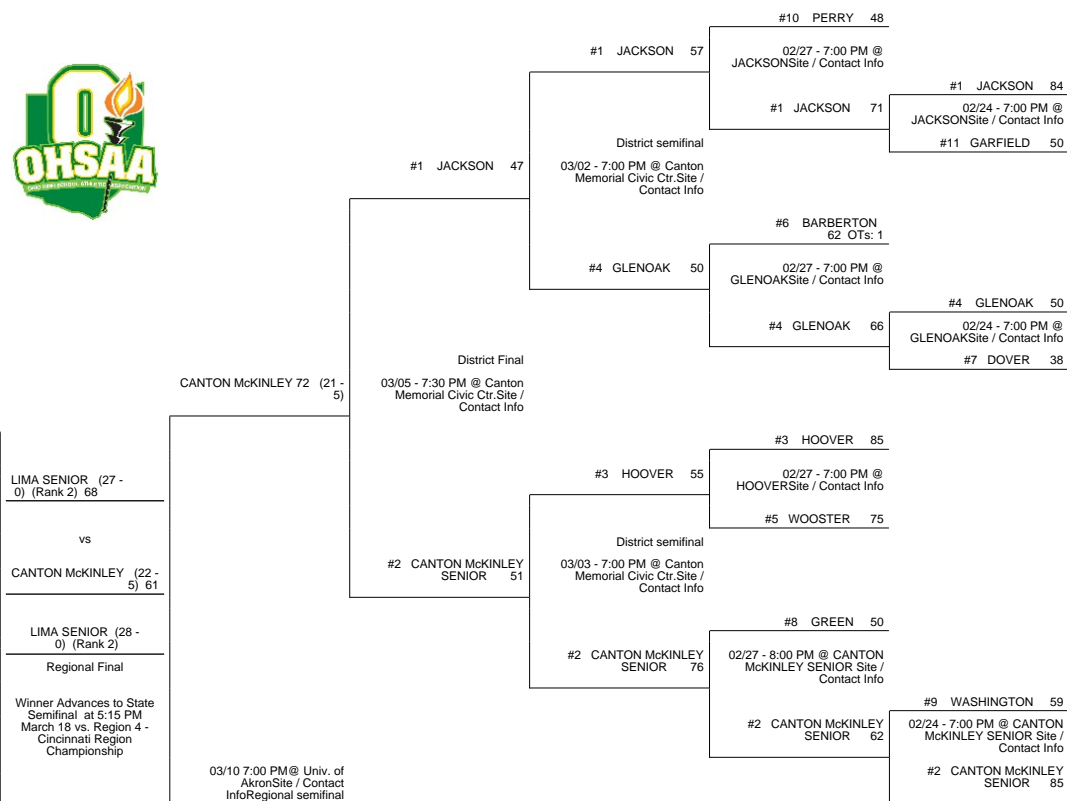 OHSAA
#10 PERRY 48
#1 JACKSON 57
02/27 - 7:00 PM @
JACKSONSite / Contact Info
#1 JACKSON 84
#1 JACKSON 71
02/24 - 7:00 PM @
JACKSONSite / Contact Info
#11 GARFIELD 50
District semifinal
#1 JACKSON 47
03/02 - 7:00 PM @ Canton
Memorial Civic Ctr.Site /
Contact Info
#6 BARBERTON
62 OTs: 1
#4 GLENOAK 50
02/27 - 7:00 PM @
GLENOAKSite / Contact Info
#4 GLENOAK 50
#4 GLENOAK 66
02/24 - 7:00 PM @
GLENOAKSite / Contact Info
#7 DOVER 38
District Final
CANTON McKINLEY 72 (21 -
5)
03/05 - 7:30 PM @ Canton
Memorial Civic Ctr.Site /
Contact Info
#3 HOOVER 85
#3 HOOVER 55
02/27 - 7:00 PM @
HOOVERSite / Contact Info
#5 WOOSTER 75
LIMA SENIOR (27 -
0) (Rank 2) 68
vs
CANTON McKINLEY (22 -
5) 61
LIMA SENIOR (28 -
0) (Rank 2)
Regional Final
Winner Advances to State
Semifinal at 5:15 PM
March 18 vs. Region 4 -
Cincinnati Region
Championship
District semifinal
#2 CANTON McKINLEY
SENIOR 51
03/03 - 7:00 PM @ Canton
Memorial Civic Ctr.Site /
Contact Info
#8 GREEN 50
#2 CANTON McKINLEY
SENIOR 76
02/27 - 8:00 PM @ CANTON
McKINLEY SENIOR Site /
Contact Info
#9 WASHINGTON 59
#2 CANTON McKINLEY
SENIOR 62
02/24 - 7:00 PM @ CANTON
McKINLEY SENIOR Site /
Contact Info
#2 CANTON McKINLEY
SENIOR 85
03/10 7:00 PM@ Univ. of
AkronSite / Contact
InfoRegional semifinal